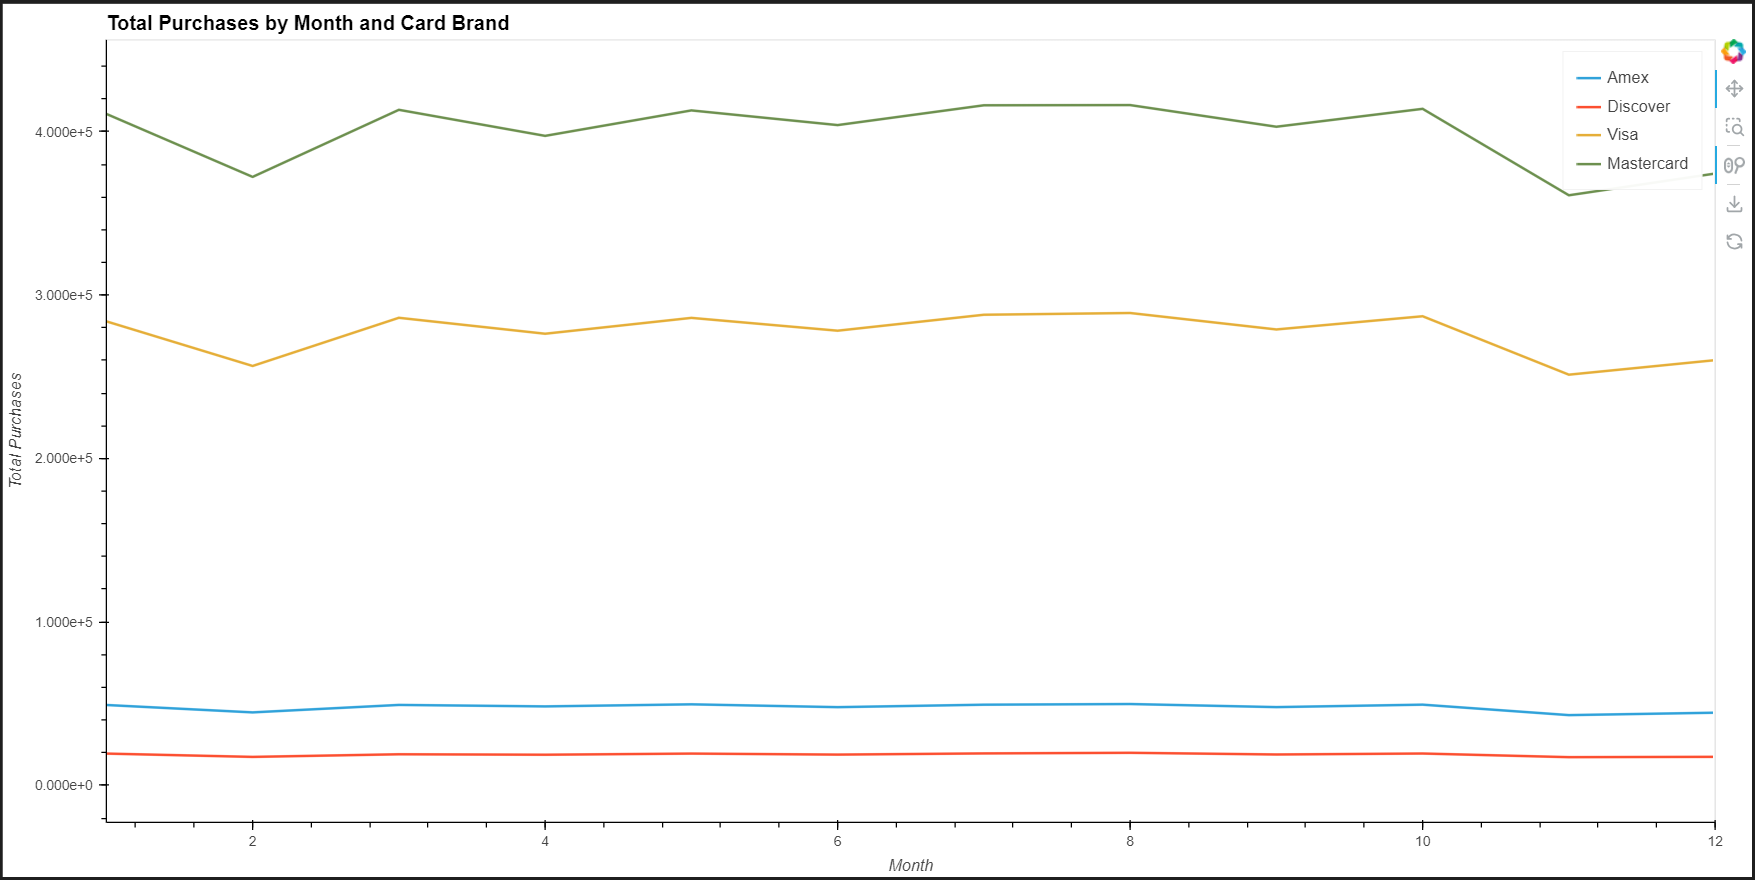 Total Purchases by Month and Card Brand
Amex
Discover
Visa
Mastercard
4.000e+5
3.000e+5
2.000e+5
1.000e+5
0.000e+0
Total Purchases
2 4 6 8 10 12
Month